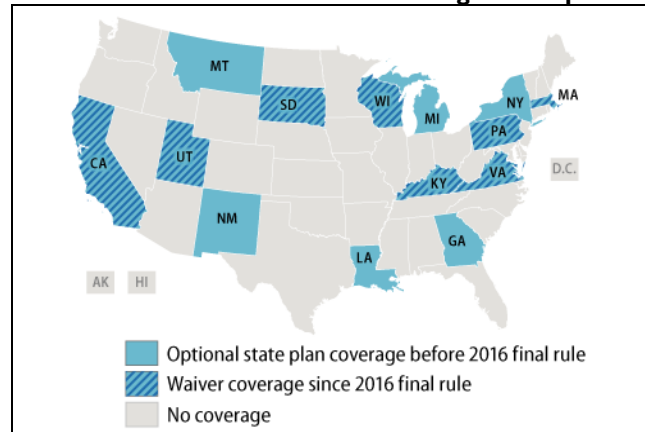 MT
SD
WI
MI
NY
MA
PA
CA
UT
KY
VA
D.C.
NM
GA
LA
AK HI
Optional state plan coverage before 2016 final rule
Waiver coverage since 2016 final rule
No coverage